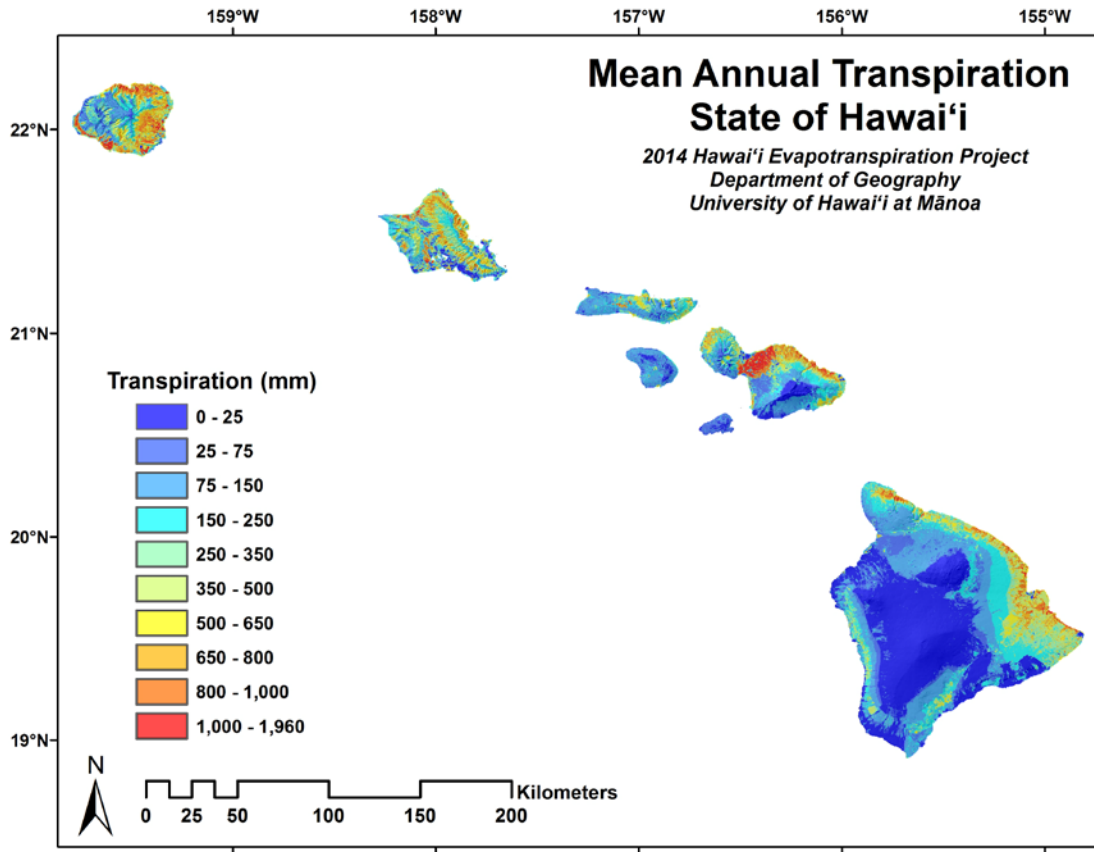 159°W
158°W
157°W
156°W
155°W
Mean Annual Transpiration
State of Hawaiʻi
2014 Hawaiʻi Evapotranspiration Project
Department of Geography
University of Hawaiʻi at Mānoa
22°N
21°N
20°N
19°N
Transpiration (mm)
0 - 25
25 - 75
75 - 150
150 - 250
250 - 350
350 - 500
500 - 650
650 - 800
800 - 1,000
1,000 - 1,960
N
Kilometers
0 25 50 100 150 200